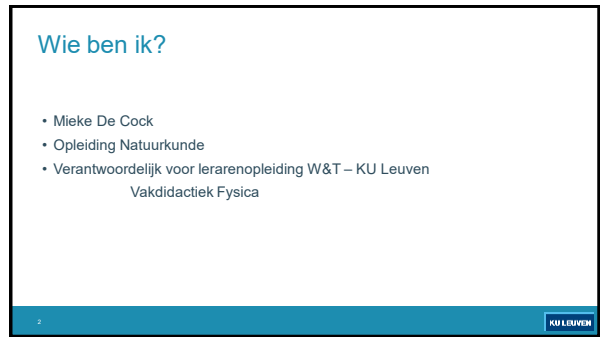 Wie ben ik?
• Mieke De Cock
• Opleiding Natuurkunde
• Verantwoordelijk voor lerarenopleiding W&T – KU Leuven
Vakdidactiek Fysica
2
KU LEUVEN